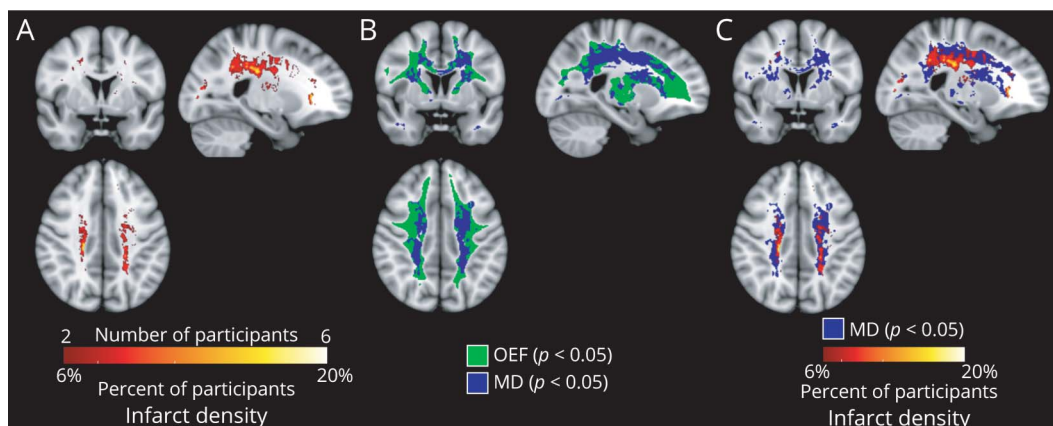 A
B
C
2 Number of participants 6
6% 20%
Percent of participants
Infarct density
OEF (p < 0.05)
MD (p < 0.05)
MD (p < 0.05)
6% 20%
Percent of participants
Infarct density